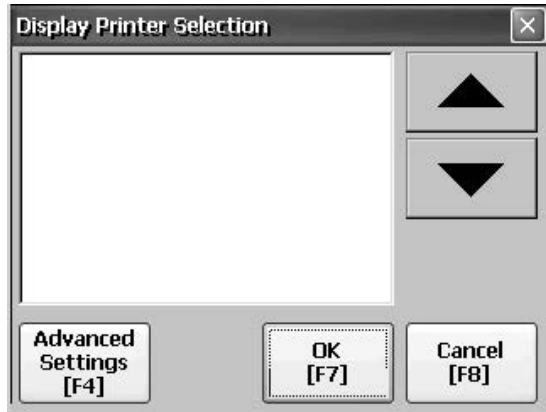 Display Printer Selection
Advanced
Settings
[F4]
OK
[F7]
Cancel
[F8]